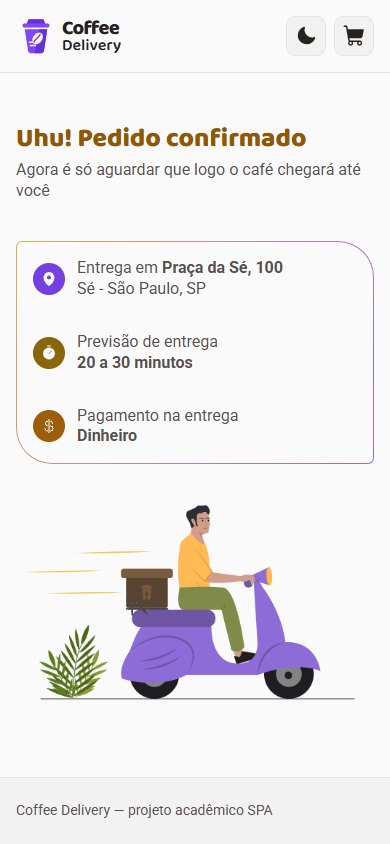 Coffee
Delivery
Uhu! Pedido confirmado
Agora é só aguardar que logo o café chegará até
você
Entrega em Praça da Sé, 100
Sé - São Paulo, SP
Previsão de entrega
20 a 30 minutos
Pagamento na entrega
Dinheiro
Coffee Delivery — projeto acadêmico SPA